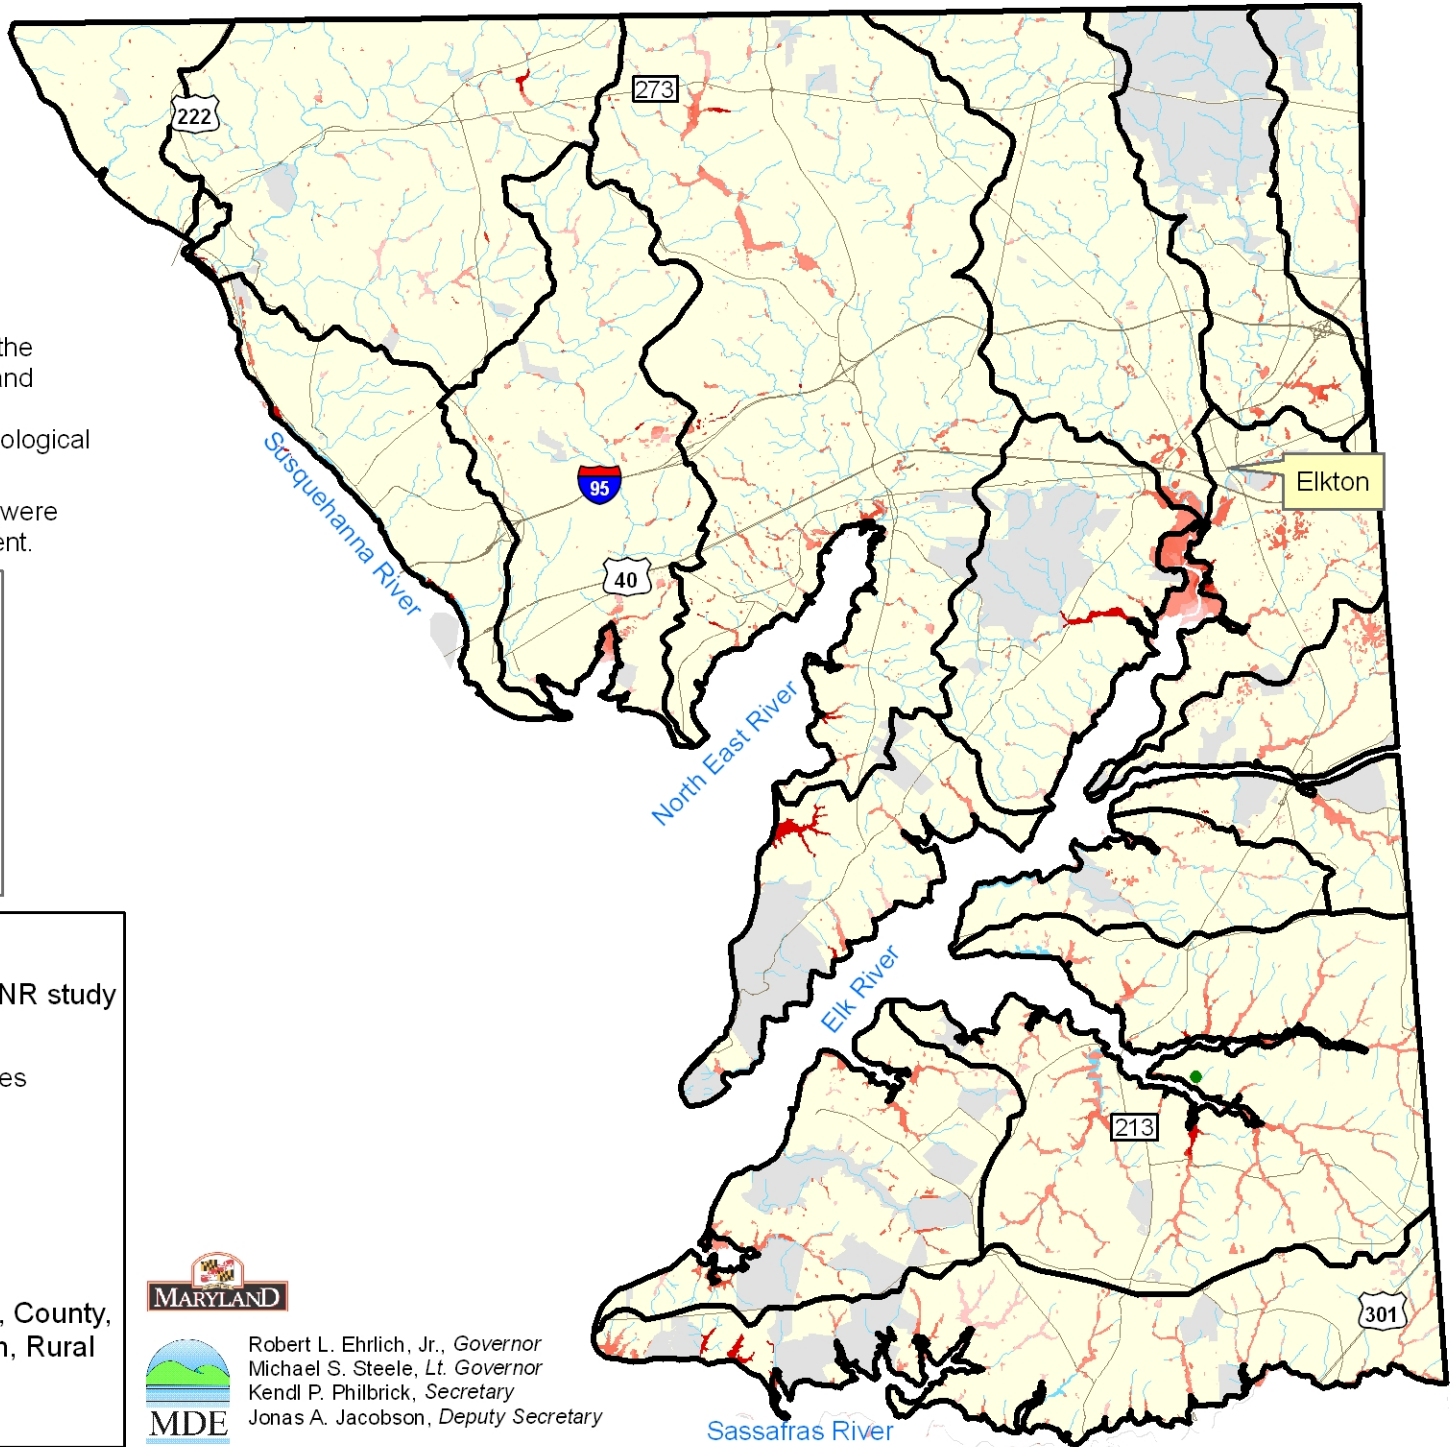 273
222
the
and
ological
were
ent.
Susquehanna River
95
Elkton
40
North East River
NR study
es
Elk River
213
, County,
n, Rural
301
MARYLAND
Robert L. Ehrlich, Jr., Governor
Michael S. Steele, Lt. Governor
Kendl P. Philbrick, Secretary
Jonas A. Jacobson, Deputy Secretary
MDE
Sassafras River